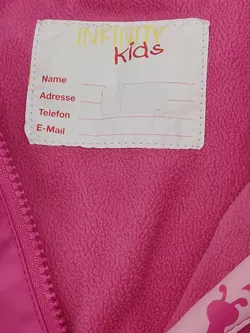 INFINITY
Kids
Name
Adresse
Telefon
E-Mail